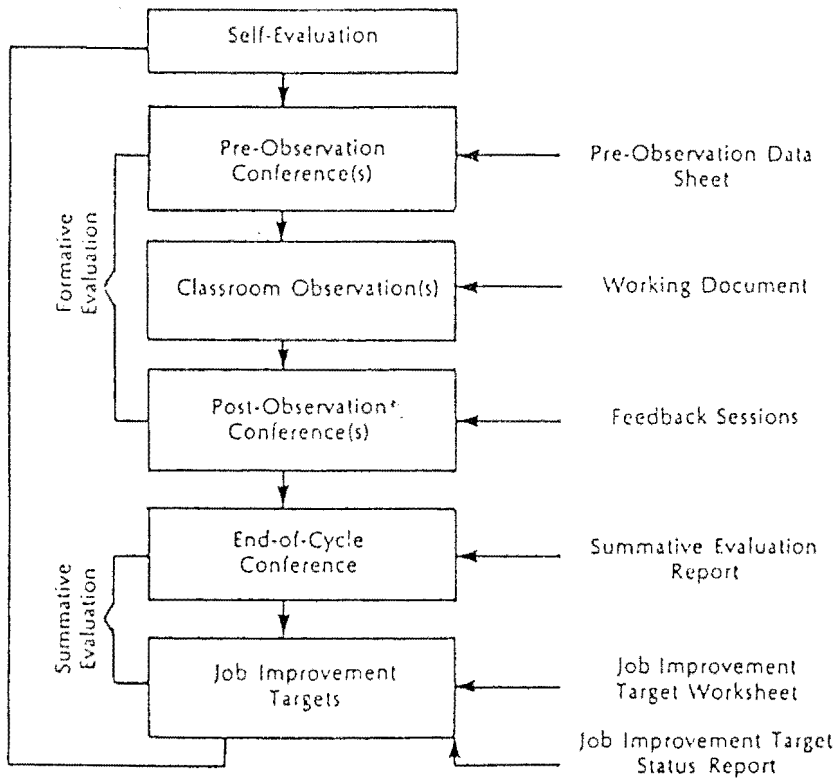 Self-Evaluation
Pre-Observation
Conference(s)
Pre-Observation Data
Sheet
Formative
Evaluation
Classroom Observation(s)
Working Document
Post-Observation*
Conference(s)
Feedback Sessions
End-of-Cycle
Conference
Summative Evaluation
Report
Summative
Evaluation
Job Improvement
Targets
Job Improvement
Target Worksheet
Job Improvement Target
Status Report